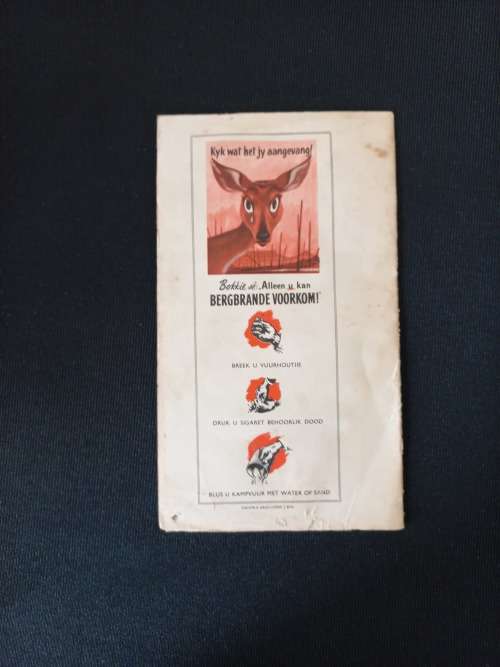 Kyk wat het jy aangevang!
Bokkie sê: „Alleen u kan
BERGBRANDE VOORKOM!"
BREEK U VUURHOUTJIE
DRUK U SIGARET BEHOORLIK DOOD
BLUS U KAMPVUUR MET WATER OF SAND